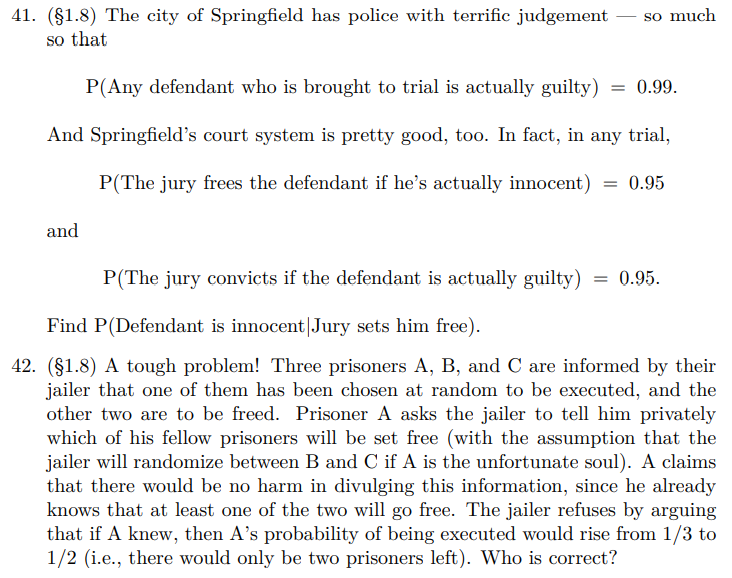 41. (§1.8) The city of Springfield has police with terrific judgement — so much
so that
P(Any defendant who is brought to trial is actually guilty) = 0.99.
And Springfield's court system is pretty good, too. In fact, in any trial,
P(The jury frees the defendant if he's actually innocent) = 0.95
and
P(The jury convicts if the defendant is actually guilty) = 0.95.
Find P(Defendant is innocent|Jury sets him free).
42. (§1.8) A tough problem! Three prisoners A, B, and C are informed by their
jailer that one of them has been chosen at random to be executed, and the
other two are to be freed. Prisoner A asks the jailer to tell him privately
which of his fellow prisoners will be set free (with the assumption that the
jailer will randomize between B and C if A is the unfortunate soul). A claims
that there would be no harm in divulging this information, since he already
knows that at least one of the two will go free. The jailer refuses by arguing
that if A knew, then A's probability of being executed would rise from 1/3 to
1/2 (i.e., there would only be two prisoners left). Who is correct?